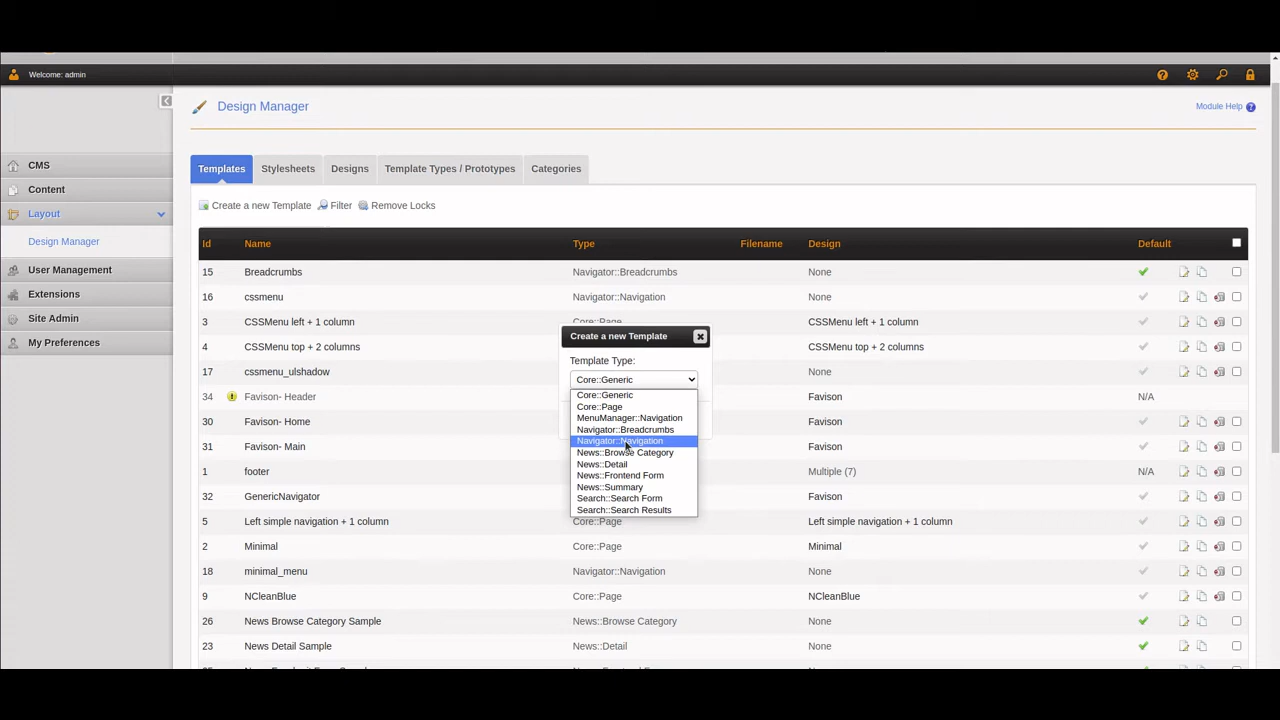 Welcome: admin
Design Manager
Module Help
CMS
Content
Layout
Design Manager
User Management
Extensions
Site Admin
My Preferences
Templates Stylesheets Designs Template Types / Prototypes Categories
Create a new Template Filter Remove Locks
Id Name Type Filename Design Default
15 Breadcrumbs Navigator::Breadcrumbs None
16 cssmenu Navigator::Navigation None
3 CSSMenu left + 1 column Core::Page CSSMenu left + 1 column
4 CSSMenu top + 2 columns CSSMenu top + 2 columns
17 cssmenu_ulshadow None
34 Favison- Header Favison N/A
30 Favison- Home Favison
31 Favison- Main Favison
1 footer Multiple (7) N/A
32 GenericNavigator Favison
5 Left simple navigation + 1 column Core::Page Left simple navigation + 1 column
2 Minimal Core::Page Minimal
18 minimal_menu Navigator::Navigation None
9 NCleanBlue Core::Page NCleanBlue
26 News Browse Category Sample News::Browse Category None
23 News Detail Sample News::Detail None
Create a new Template
Template Type:
Core::Generic
Core::Generic
Core::Page
MenuManager::Navigation
Navigator::Breadcrumbs
Navigator::Navigation
News::Browse Category
News::Detail
News::Frontend Form
News::Summary
Search::Search Form
Search::Search Results